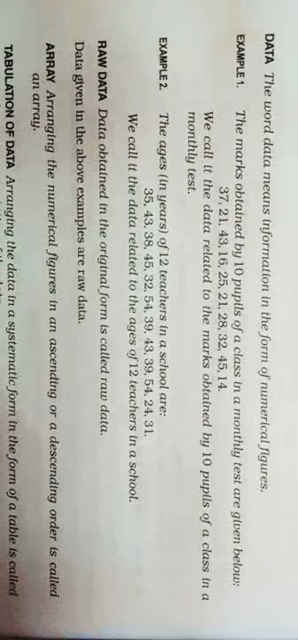 DATA The word data means information in the form of numerical figures.
EXAMPLE 1. The marks obtained by 10 pupils of a class in a monthly test are given below:
37, 21, 43, 16, 25, 21, 28, 32, 45, 14.
We call it the data related to the marks obtained by 10 pupils of a class in a
monthly test.
EXAMPLE 2. The ages (in years) of 12 teachers in a school are:
35, 43, 38, 45, 32, 54, 39, 43, 39, 54, 24, 31.
We call it the data related to the ages of 12 teachers in a school.
RAW DATA Data obtained in the original form is called raw data.
Data given in the above examples are raw data.
ARRAY Arranging the numerical figures in an ascending or a descending order is called
an array.
TABULATION OF DATA Arranging the data in a systematic form in the form of a table is called